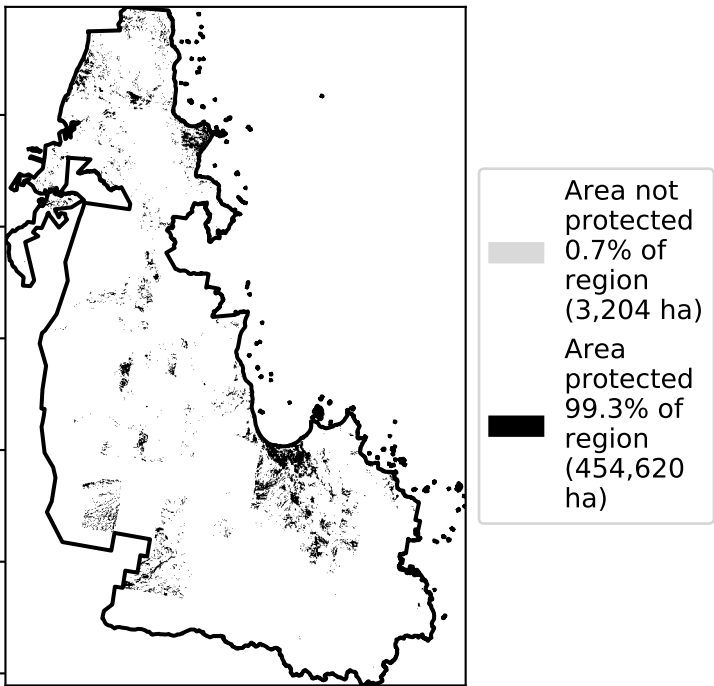 Area not
protected
0.7% of
region
(3,204 ha)
Area
protected
99.3% of
region
(454,620
ha)